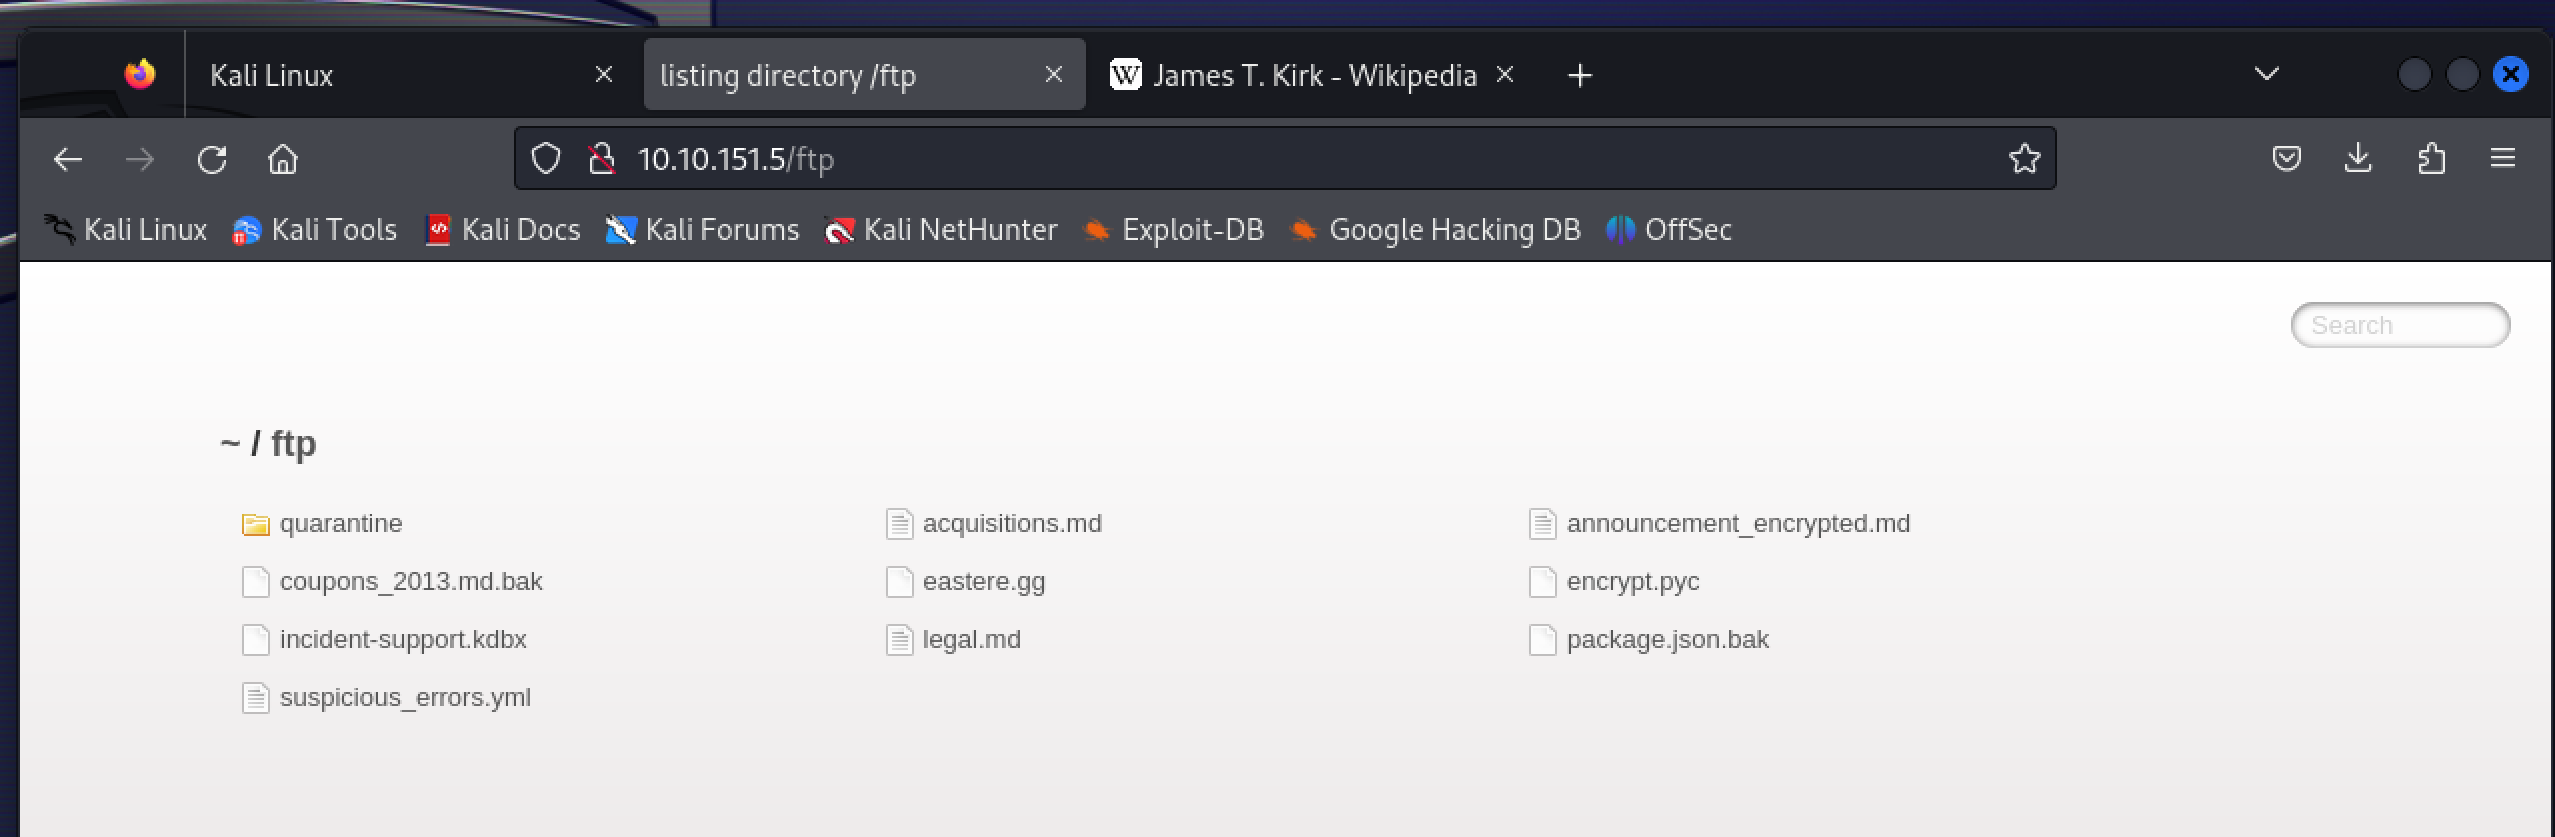 Kali Linux
listing directory /ftp
W James T. Kirk - Wikipedia
10.10.151.5/ftp
Kali Linux Kali Tools Kali Docs Kali Forums Kali NetHunter Exploit-DB Google Hacking DB OffSec
Search
~ / ftp
quarantine acquisitions.md announcement_encrypted.md
coupons_2013.md.bak eastere.gg encrypt.pyc
incident-support.kdbx legal.md package.json.bak
suspicious_errors.yml